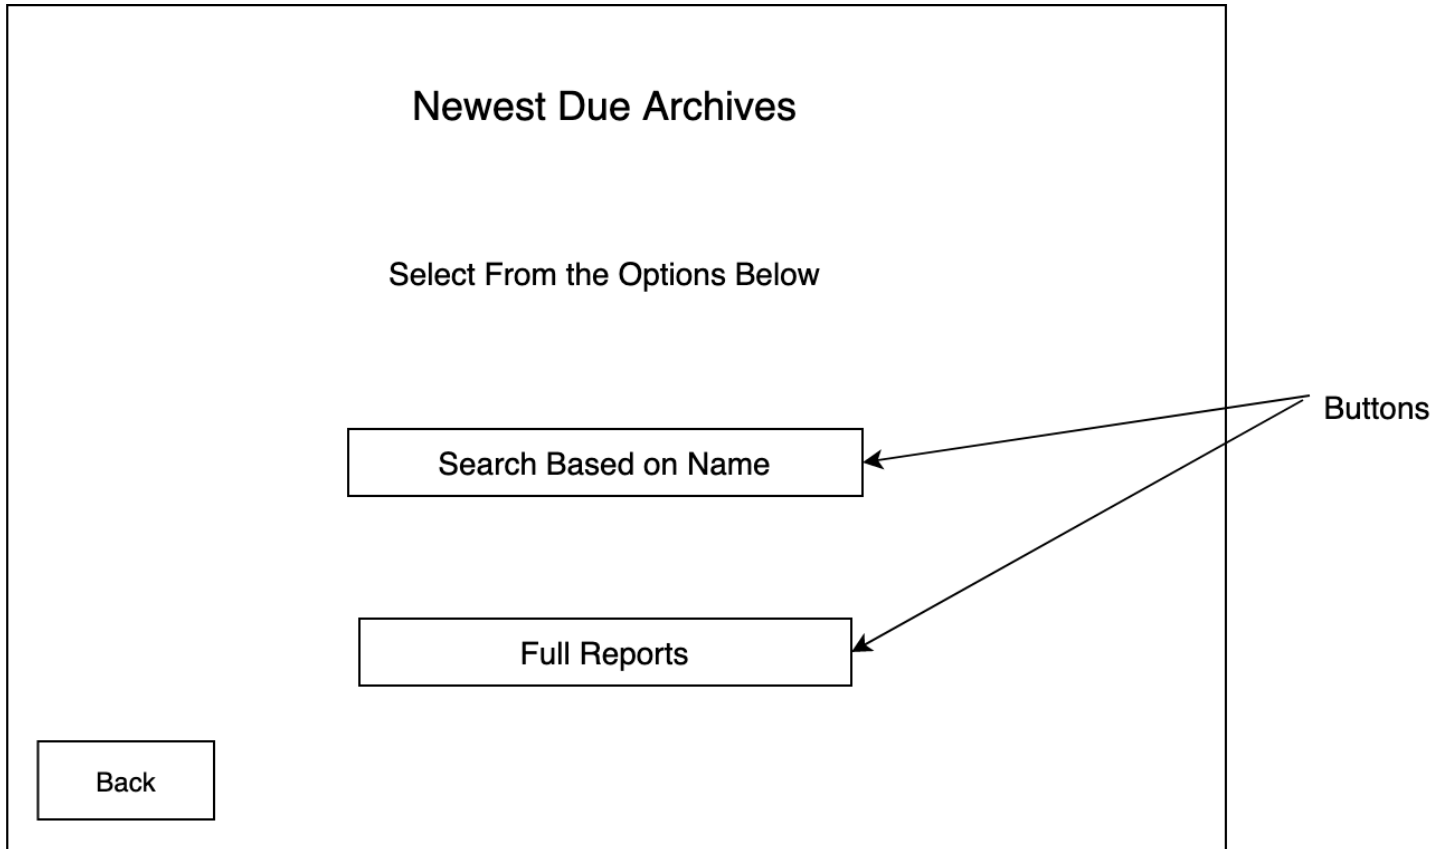 Newest Due Archives
Select From the Options Below
Buttons
Search Based on Name
Full Reports
Back